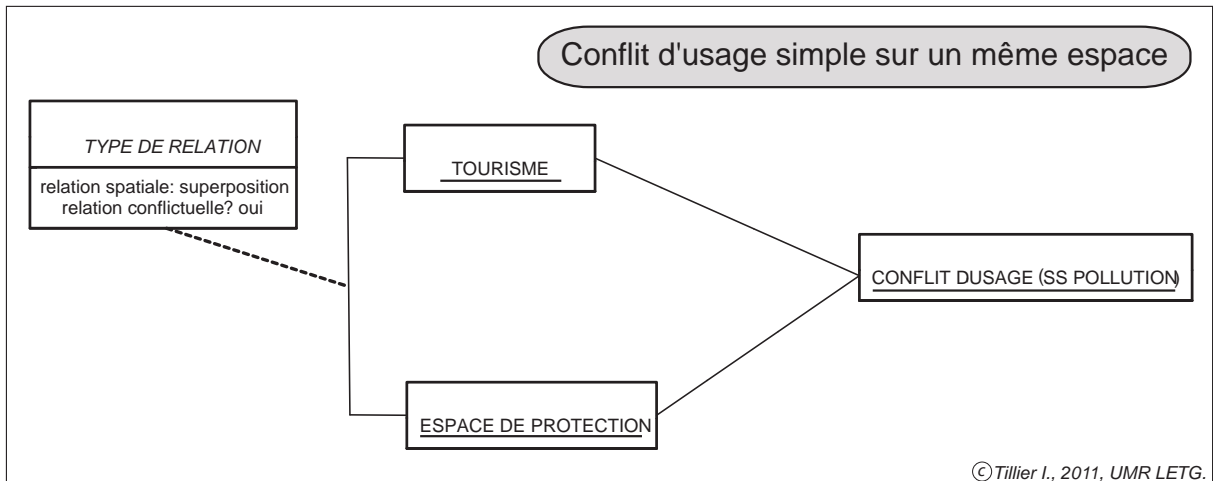 Conflit d'usage simple sur un même espace
TYPE DE RELATION
relation spatiale: superposition
relation conflictuelle? oui
TOURISME
CONFLIT DUSAGE (SS POLLUTION)
ESPACE DE PROTECTION
©Tillier I., 2011, UMR LETG.